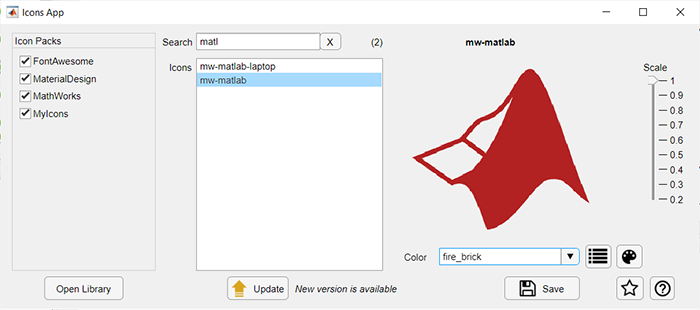 Icons App
Icon Packs
FontAwesome
MaterialDesign
MathWorks
MyIcons
Search matl X (2)
Icons mw-matlab-laptop
mw-matlab
mw-matlab
Scale
1
0.9
0.8
0.7
0.6
0.5
0.4
0.3
0.2
Color fire_brick
Open Library
Update
New version is available
Save